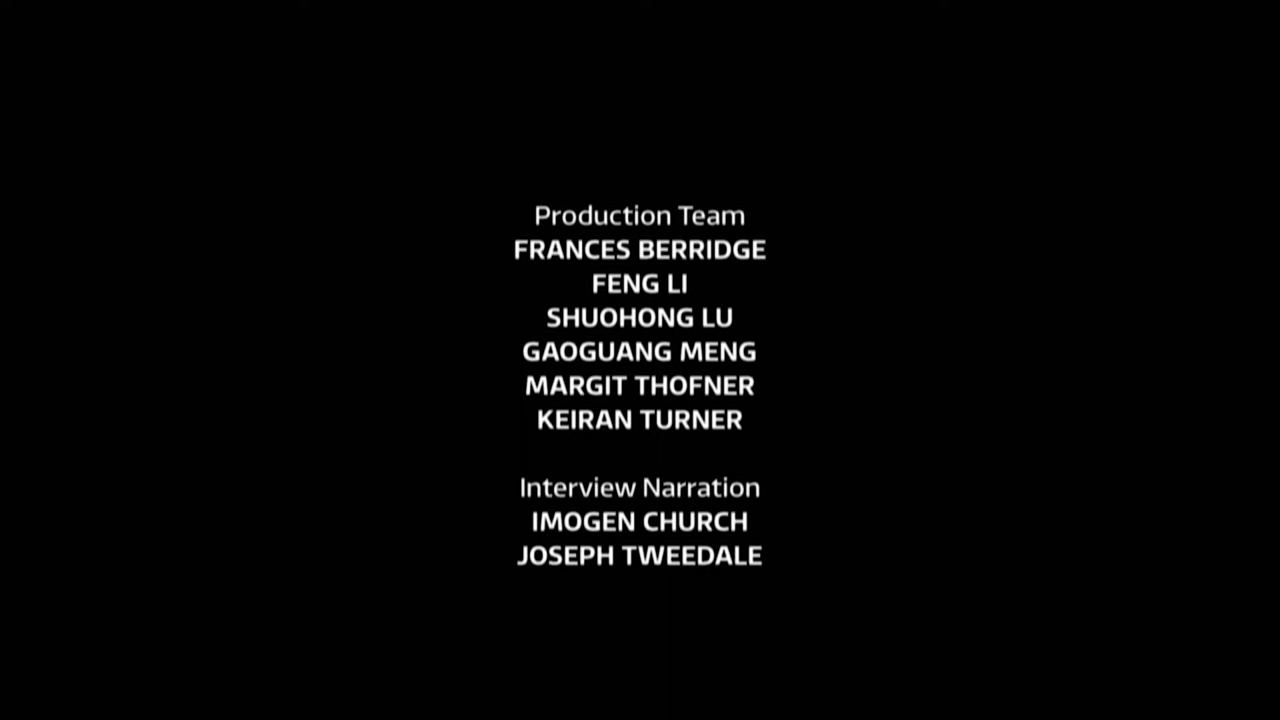 Production Team
FRANCES BERRIDGE
FENG LI
SHUOHONG LU
GAOGUANG MENG
MARGIT THOFNER
KEIRAN TURNER
Interview Narration
IMOGEN CHURCH
JOSEPH TWEEDALE